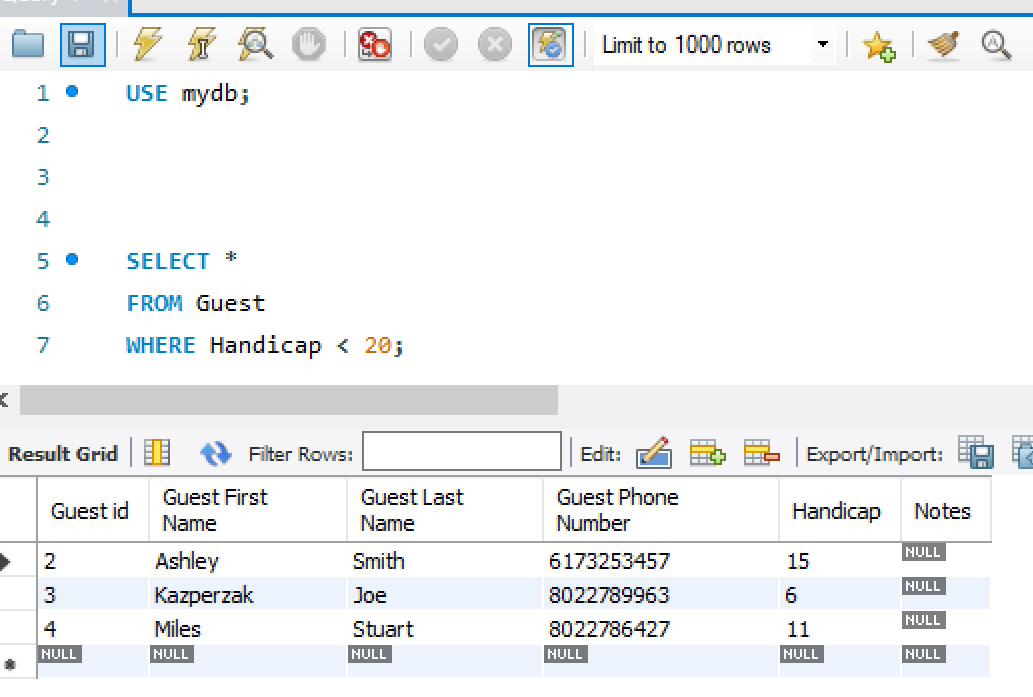 Limit to 1000 rows
1 USE mydb;
2
3
4
5 SELECT *
6 FROM Guest
7 WHERE Handicap < 20;
Result Grid Filter Rows: Edit: Export/Import:
Guest id Guest First Name Guest Last Name Guest Phone Number Handicap Notes
2 Ashley Smith 6173253457 15 NULL
3 Kazperzak Joe 8022789963 6 NULL
4 Miles Stuart 8022786427 11 NULL
NULL NULL NULL NULL NULL NULL